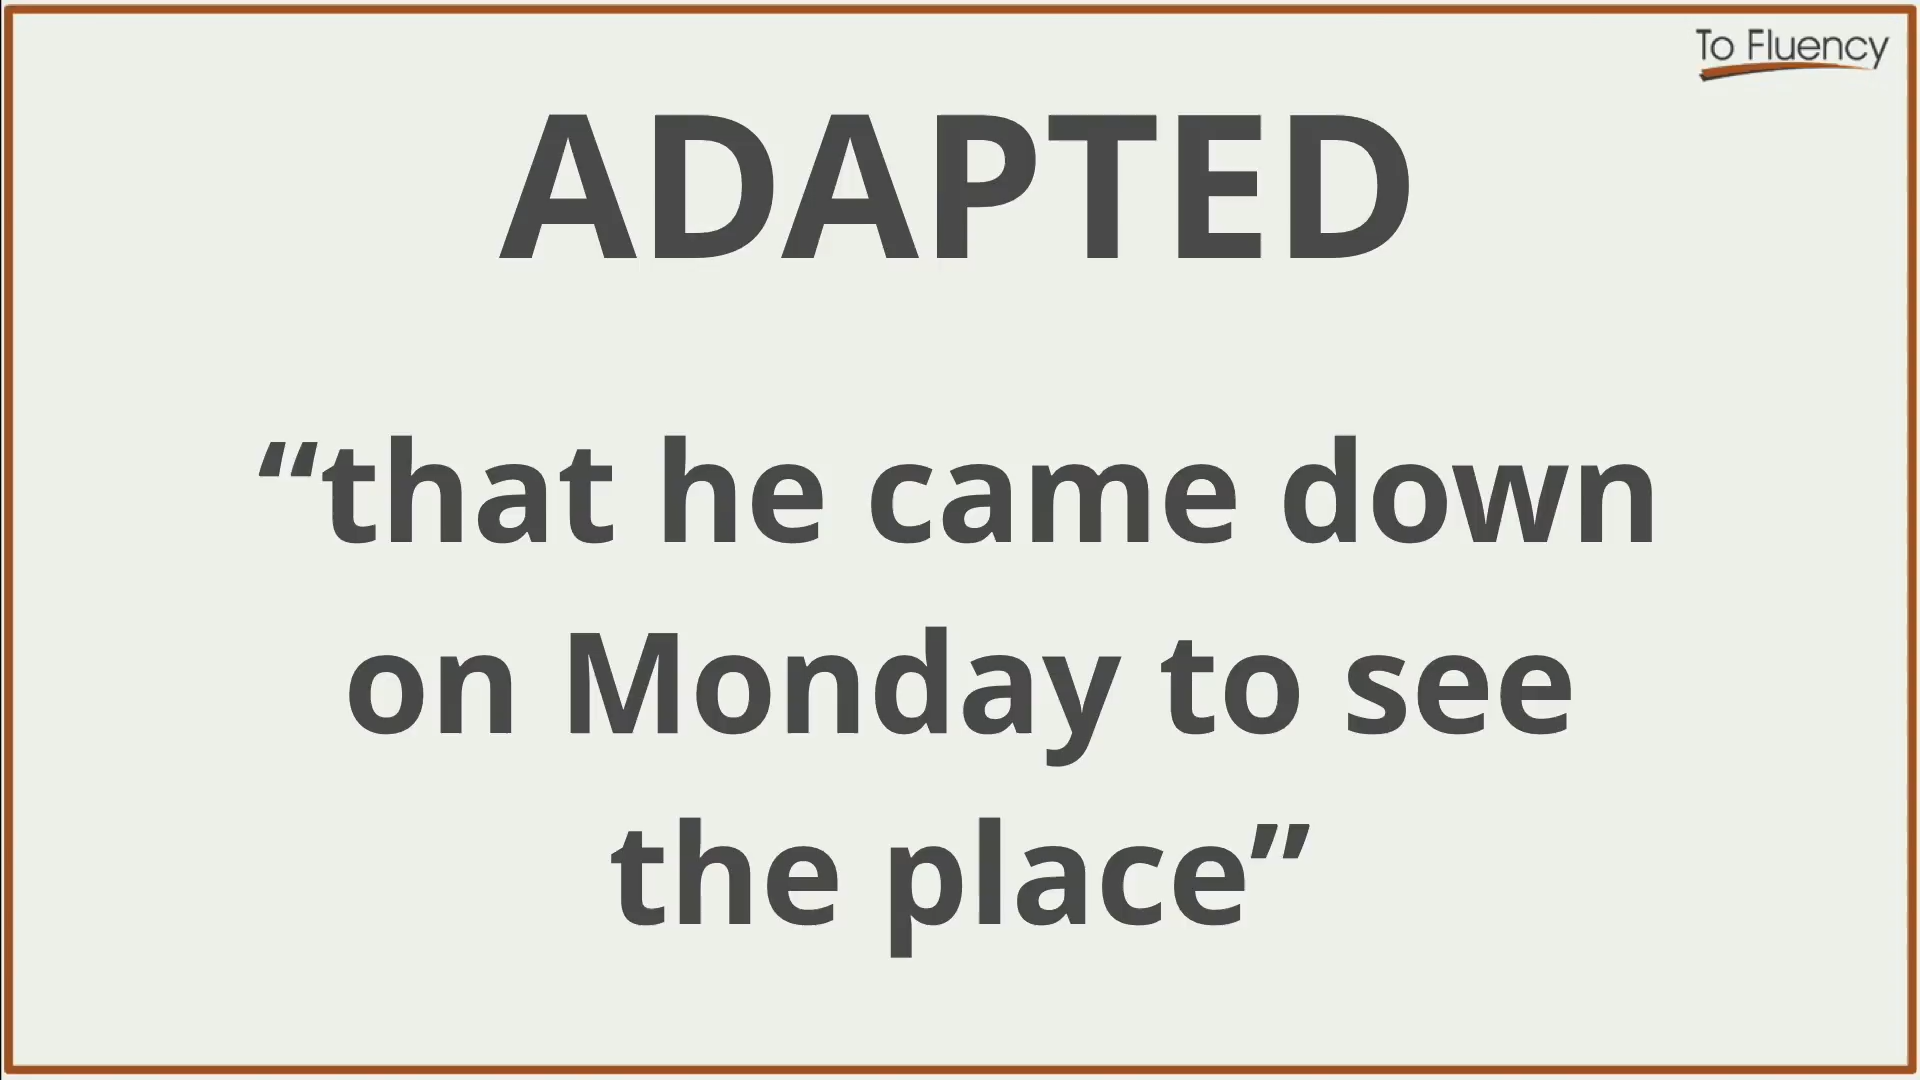 To Fluency
ADAPTED
“that he came down
on Monday to see
the place”